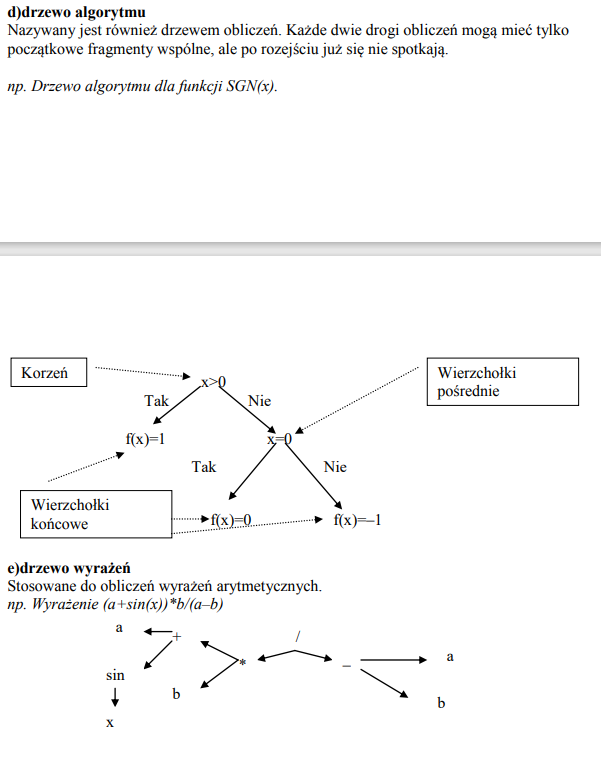 d)drzewo algorytmu
Nazywany jest również drzewem obliczeń. Każde dwie drogi obliczeń mogą mieć tylko
początkowe fragmenty wspólne, ale po rozejściu już się nie spotkają.
np. Drzewo algorytmu dla funkcji SGN(x).
Korzeń
x>0
Wierzchołki
pośrednie
Tak
Nie
f(x)=1
x=0
Tak
Nie
Wierzchołki
końcowe
f(x)=0
f(x)=–1
e)drzewo wyrażeń
Stosowane do obliczeń wyrażeń arytmetycznych.
np. Wyrażenie (a+sin(x))*b/(a–b)
a
+
/
*
–
a
sin
b
b
x